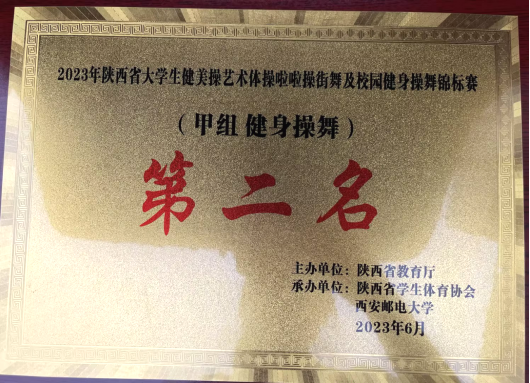 2023年陕西省大学生健美操艺术体操啦啦操街舞及校园健身操舞锦标赛
（甲组 健身操舞）
第二名
主办单位：陕西省教育厅
承办单位：陕西省学生体育协会
西安邮电大学
2023年6月